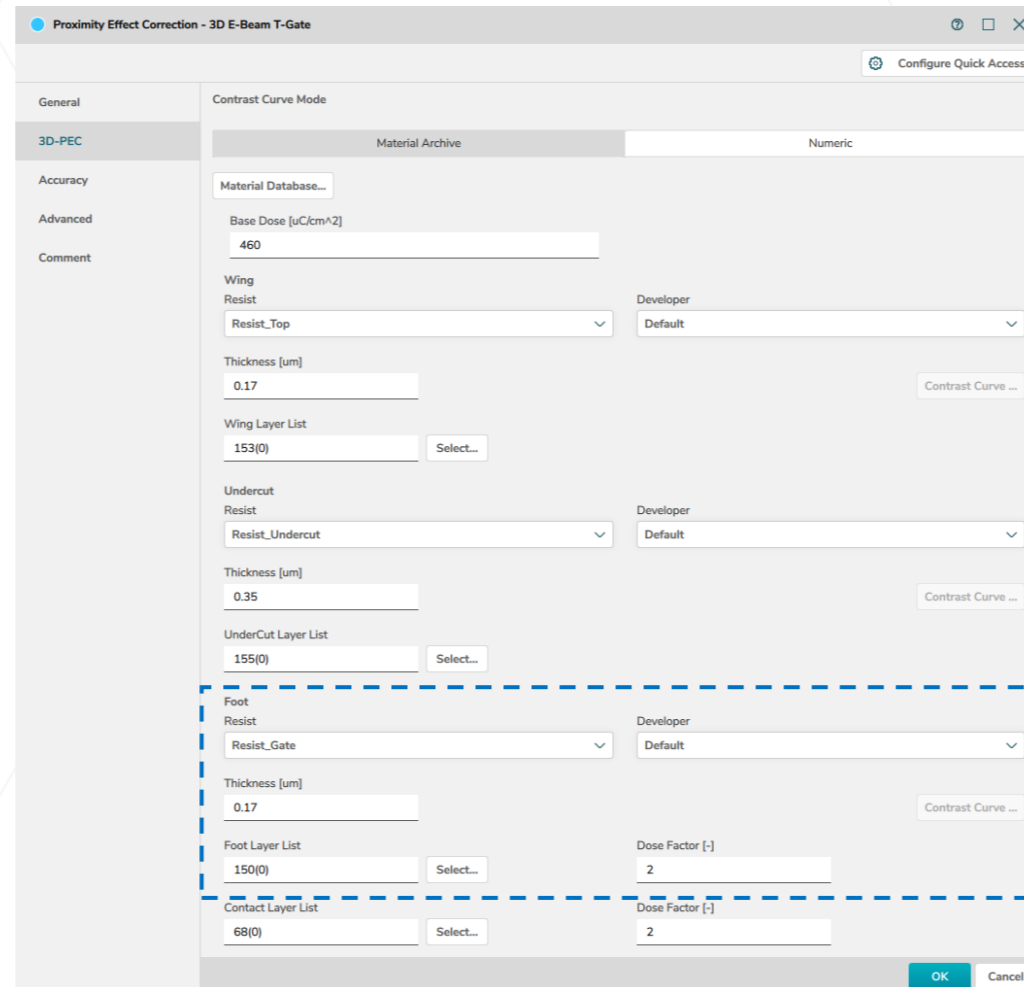 Proximity Effect Correction - 3D E-Beam T-Gate
Configure Quick Access
General
3D-PEC
Accuracy
Advanced
Comment
Contrast Curve Mode
Material Archive Numeric
Material Database...
Base Dose [uC/cm^2]
460
Wing
Resist Developer
Resist_Top Default
Thickness [um]
0.17 Contrast Curve ...
Wing Layer List
153(0) Select...
Undercut
Resist Developer
Resist_Undercut Default
Thickness [um]
0.35 Contrast Curve ...
UnderCut Layer List
155(0) Select...
Foot
Resist Developer
Resist_Gate Default
Thickness [um]
0.17 Contrast Curve ...
Foot Layer List Dose Factor [-]
150(0) Select... 2
Contact Layer List Dose Factor [-]
68(0) Select... 2
OK Cancel